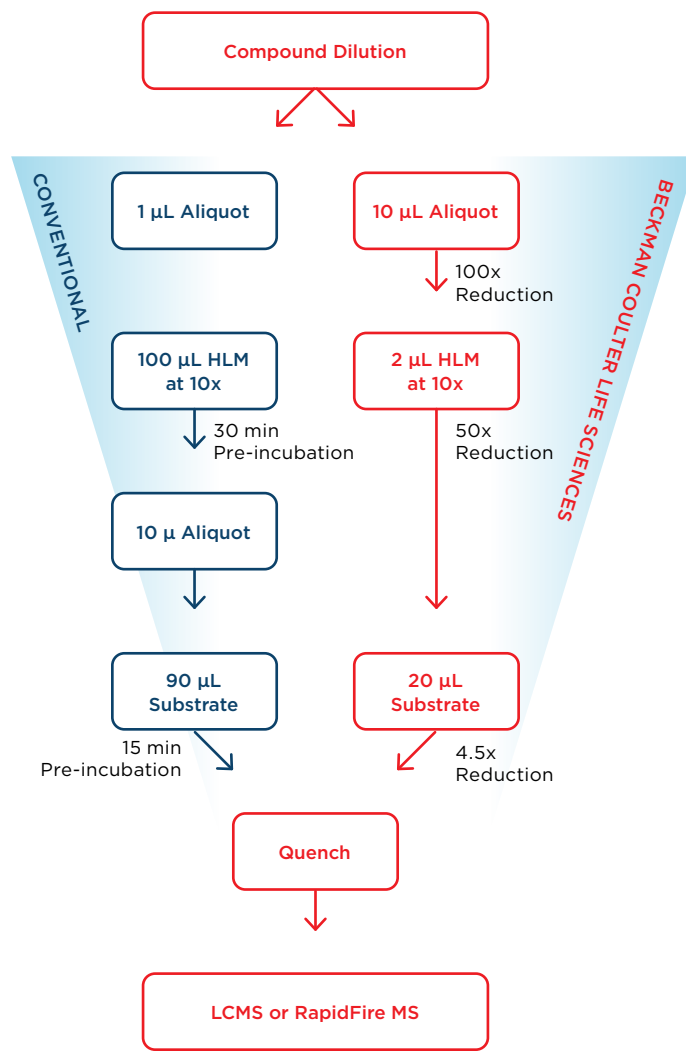 Compound Dilution
CONVENTIONAL
1 µL Aliquot
10 µL Aliquot
BECKMAN COULTER LIFE SCIENCES
100x
Reduction
100 µL HLM
at 10x
2 µL HLM
at 10x
30 min
Pre-incubation
50x
Reduction
10 µ Aliquot
90 µL
Substrate
20 µL
Substrate
15 min
Pre-incubation
4.5x
Reduction
Quench
LCMS or RapidFire MS